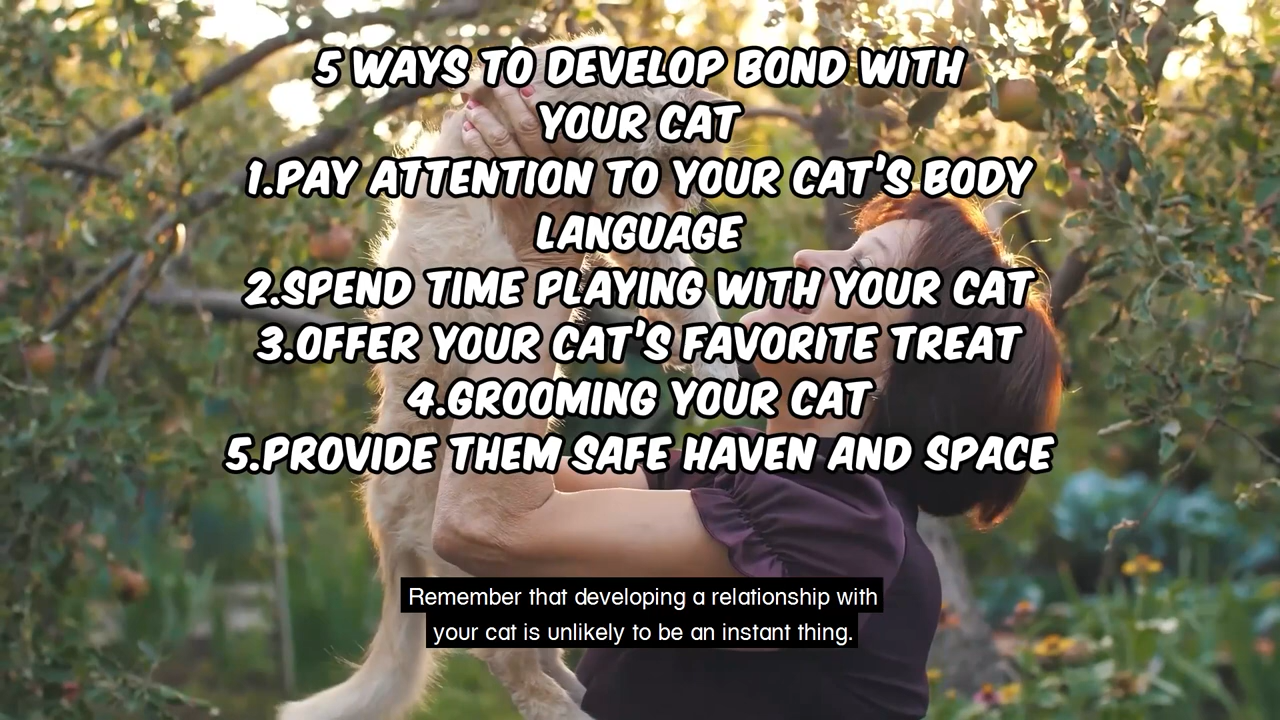 5 WAYS TO DEVELOP BOND WITH
YOUR CAT
1.PAY ATTENTION TO YOUR CAT'S BODY
LANGUAGE
2.SPEND TIME PLAYING WITH YOUR CAT
3.OFFER YOUR CAT'S FAVORITE TREAT
4.GROOMING YOUR CAT
5.PROVIDE THEM SAFE HAVEN AND SPACE
Remember that developing a relationship with
your cat is unlikely to be an instant thing.